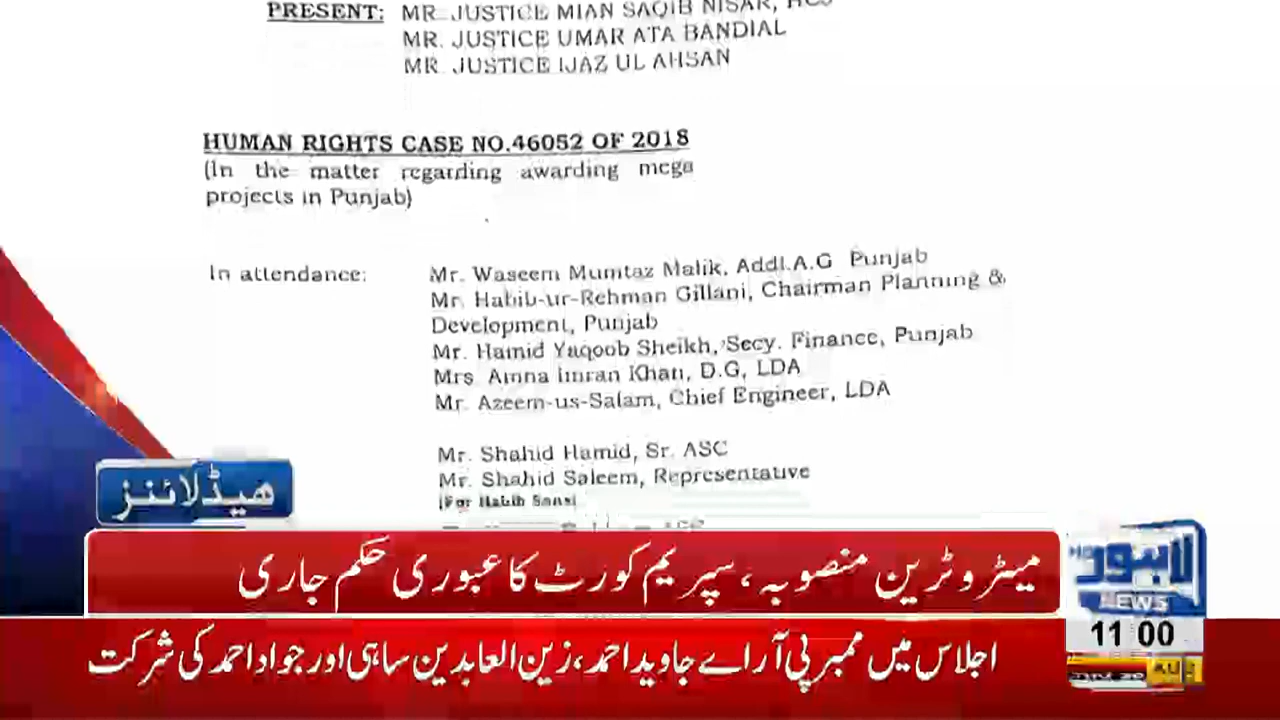 PRESENT: MR. JUSTICE MIAN SAQIB NISAR, HCJ
MR. JUSTICE UMAR ATA BANDIAL
MR. JUSTICE IJAZ UL AHSAN
HUMAN RIGHTS CASE NO.46052 OF 2018
(In the matter regarding awarding mega
projects in Punjab)
In attendance: Mr. Waseem Mumtaz Malik, Addl.A.G Punjab
Mr. Habib-ur-Rehman Gillani, Chairman Planning &
Development, Punjab
Mr. Hamid Yaqoob Sheikh, Secy. Finance, Punjab
Mrs. Amna Imran Khan, D.G, LDA
Mr. Azeem-us-Salam, Chief Engineer, LDA
Mr. Shahid Hamid, Sr. ASC
Mr. Shahid Saleem, Representative
(For Habib Sons)
ہیڈلائنز
میٹرو ٹرین منصوبہ، سپریم کورٹ کا عبوری حکم جاری
لاہور
NEWS
11 00
اجلاس میں ممبر پی آر اے جاوید احمد، زین العابدین ساہی اور جواد احمد کی شرکت